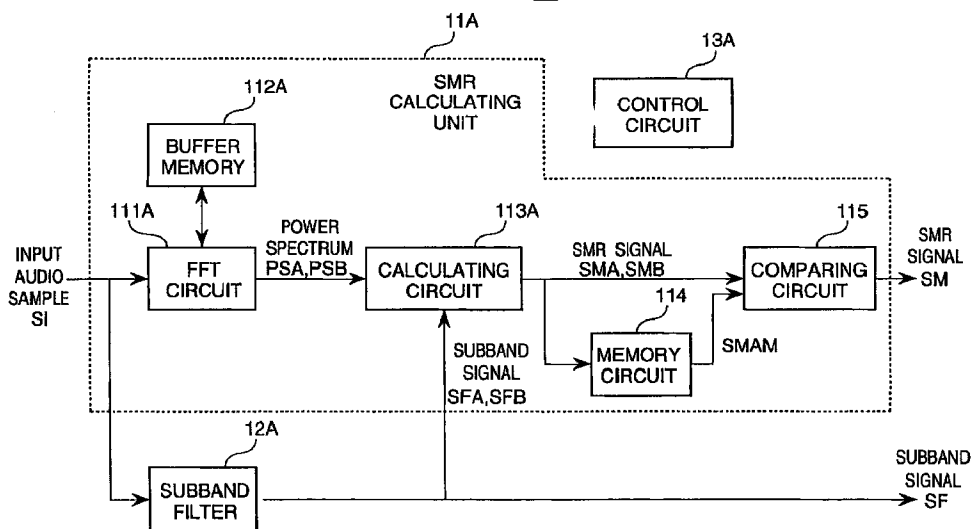 11A
13A
SMR
CALCULATING
UNIT
CONTROL
CIRCUIT
112A
BUFFER
MEMORY
111A
POWER
SPECTRUM
PSA,PSB
113A
115
INPUT
AUDIO
SAMPLE
SI
FFT
CIRCUIT
CALCULATING
CIRCUIT
SMR SIGNAL
SMA,SMB
COMPARING
CIRCUIT
SMR
SIGNAL
SM
114
MEMORY
CIRCUIT
SMAM
SUBBAND
SIGNAL
SFA,SFB
12A
SUBBAND
FILTER
SUBBAND
SIGNAL
SF